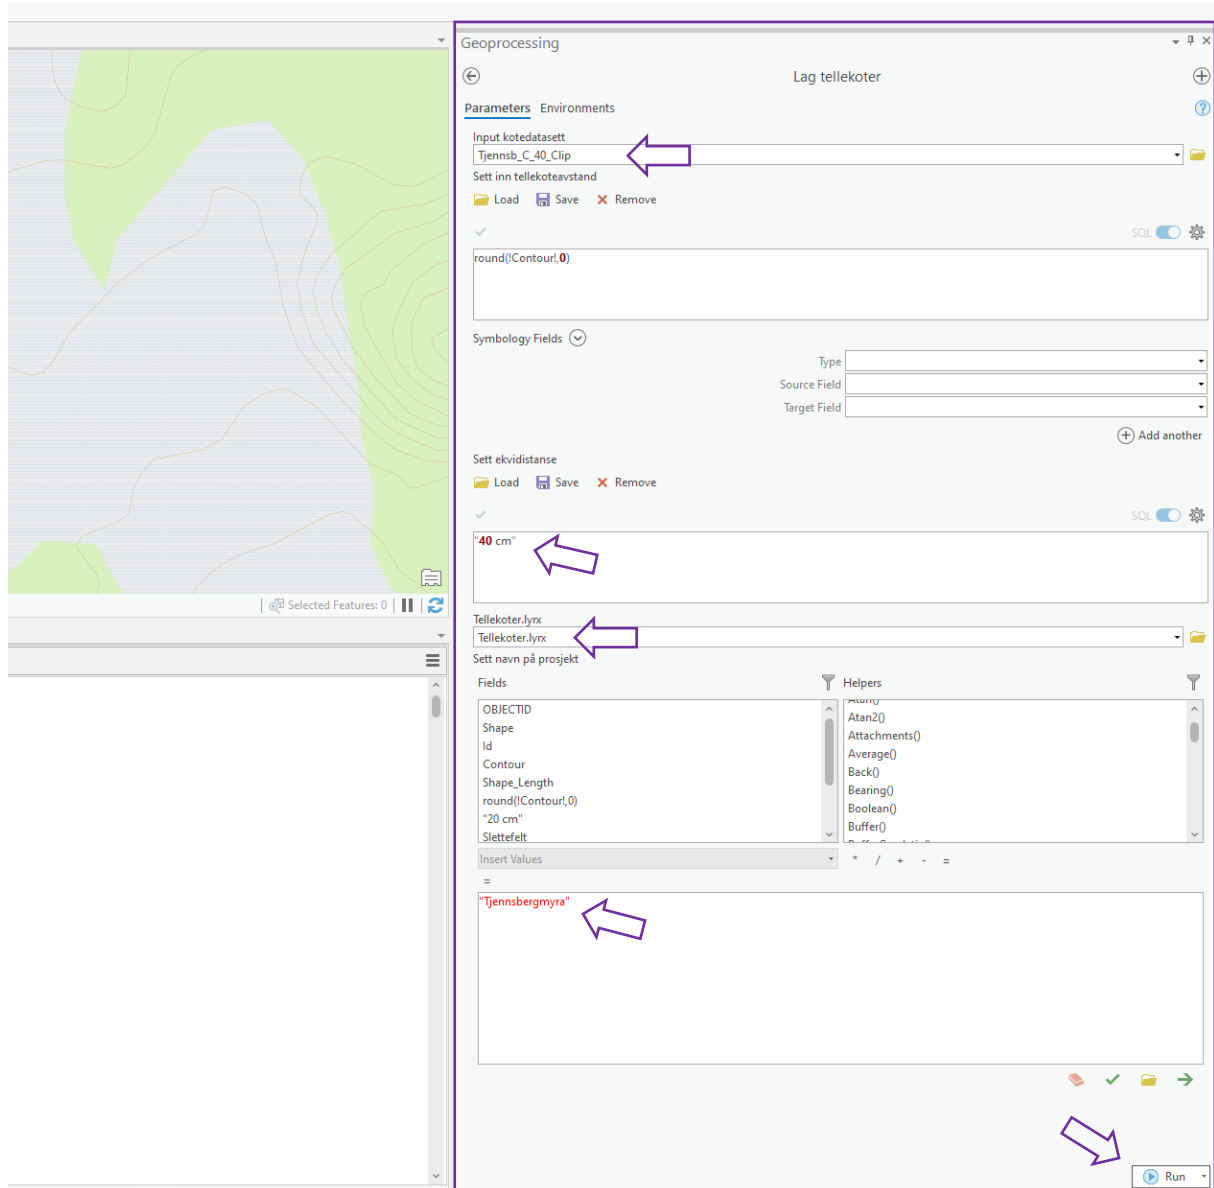 Geoprocessing
Lag tellekoter
Parameters Environments
Input kotedatasett
Tjennsb_C_40_Clip
Sett inn tellekoteavstand
Load Save Remove
SQL
round(!Contour!,0)
Symbology Fields
Type
Source Field
Target Field
Add another
Sett ekvidistanse
Load Save Remove
SQL
"40 cm"
Selected Features: 0
Tellekoter.lyrx
Tellekoter.lyrx
Sett navn på prosjekt
Fields
Helpers
OBJECTID
Shape
Id
Contour
Shape_Length
round(!Contour!,0)
"20 cm"
Slettefelt
Atan()
Atan2()
Attachments()
Average()
Back()
Bearing()
Boolean()
Buffer()
Insert Values
* / + - =
=
"Tjennsbergmyra"
Run